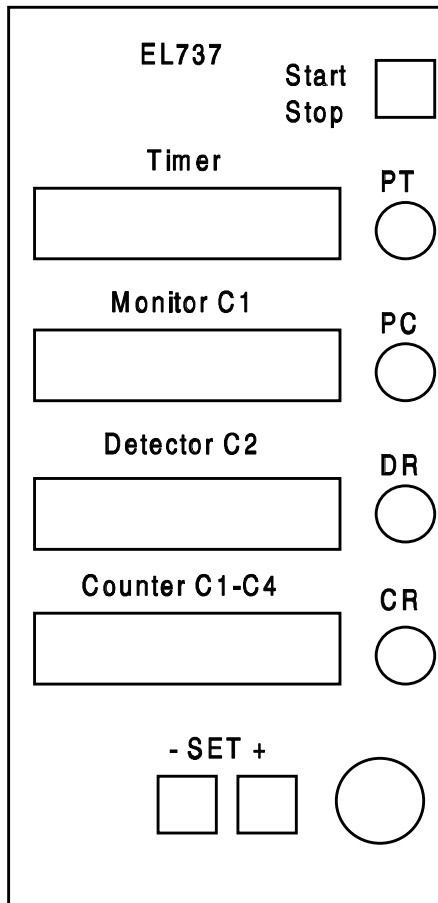 EL737
Start
Stop
Timer
PT
Monitor C1
PC
Detector C2
DR
Counter C1-C4
CR
- SET +